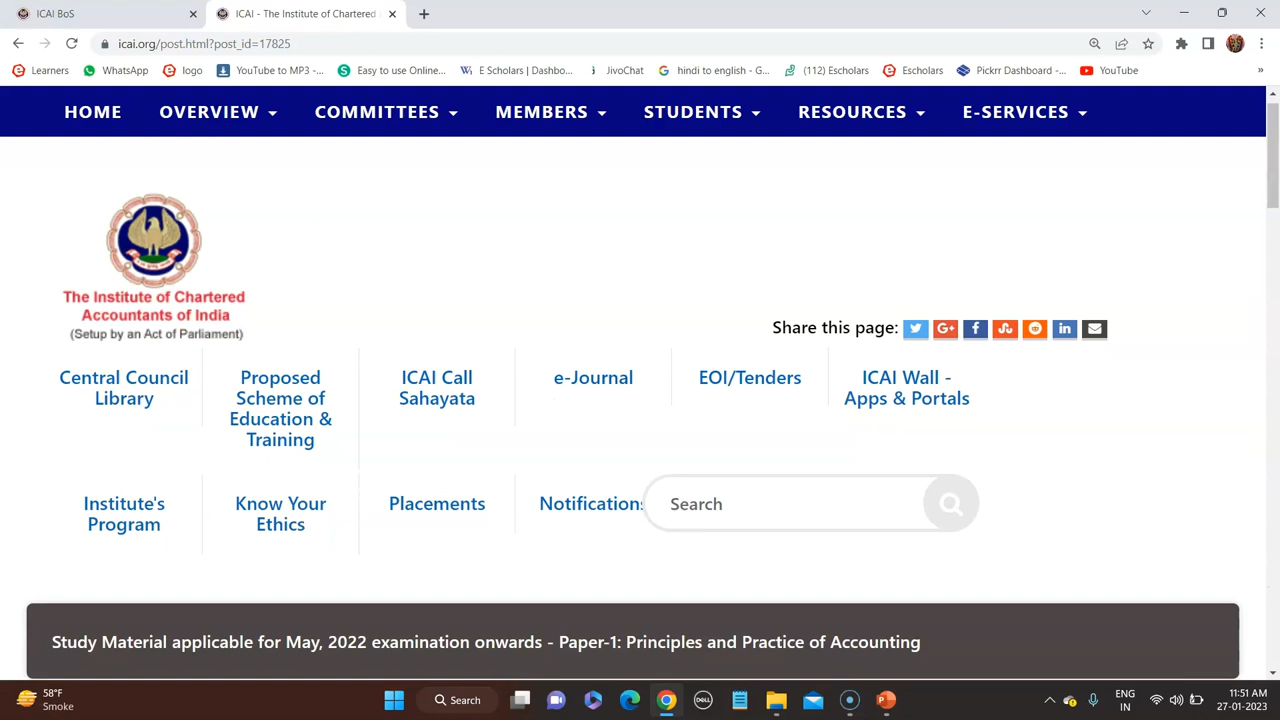 ICAI BoS
ICAI - The Institute of Chartered
icai.org/post.html?post_id=17825
Learners
WhatsApp
logo
YouTube to MP3 -...
Easy to use Online...
E Scholars | Dashbo...
JivoChat
hindi to english - G...
(112) Escholars
Escholars
Pickrr Dashboard -...
YouTube
HOME
OVERVIEW
COMMITTEES
MEMBERS
STUDENTS
RESOURCES
E-SERVICES
The Institute of Chartered
Accountants of India
(Setup by an Act of Parliament)
Share this page:
Central Council
Library
Proposed
Scheme of
Education &
Training
ICAI Call
Sahayata
e-Journal
EOI/Tenders
ICAI Wall -
Apps & Portals
Institute's
Program
Know Your
Ethics
Placements
Notifications
Search
Study Material applicable for May, 2022 examination onwards - Paper-1: Principles and Practice of Accounting
58°F
Smoke
Search
ENG
IN
11:51 AM
27-01-2023